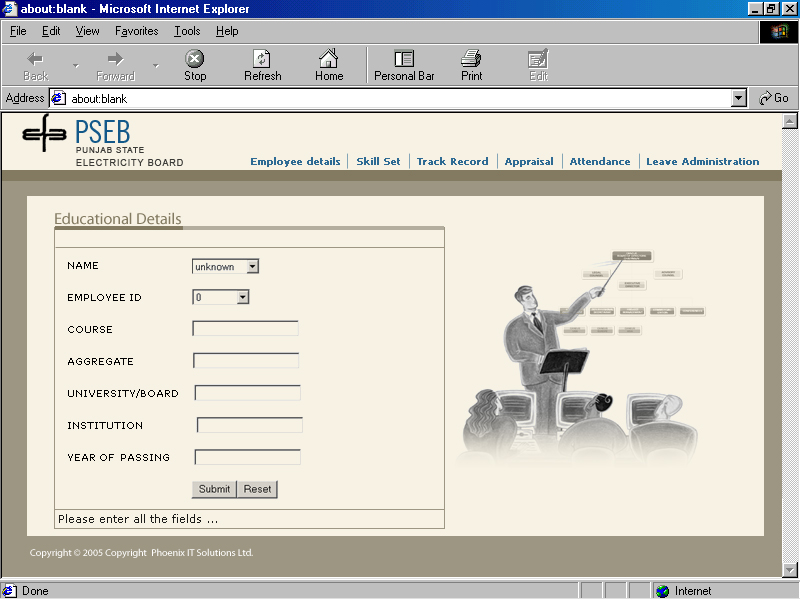 about:blank - Microsoft Internet Explorer
File Edit View Favorites Tools Help
Back Forward Stop Refresh Home Personal Bar Print Edit
Address about:blank Go
PSEB
PUNJAB STATE
ELECTRICITY BOARD
Employee details Skill Set Track Record Appraisal Attendance Leave Administration
Educational Details
NAME unknown
EMPLOYEE ID 0
COURSE
AGGREGATE
UNIVERSITY/BOARD
INSTITUTION
YEAR OF PASSING
Submit Reset
Please enter all the fields ...
Copyright © 2005 Copyright Phoenix IT Solutions Ltd.
Done Internet